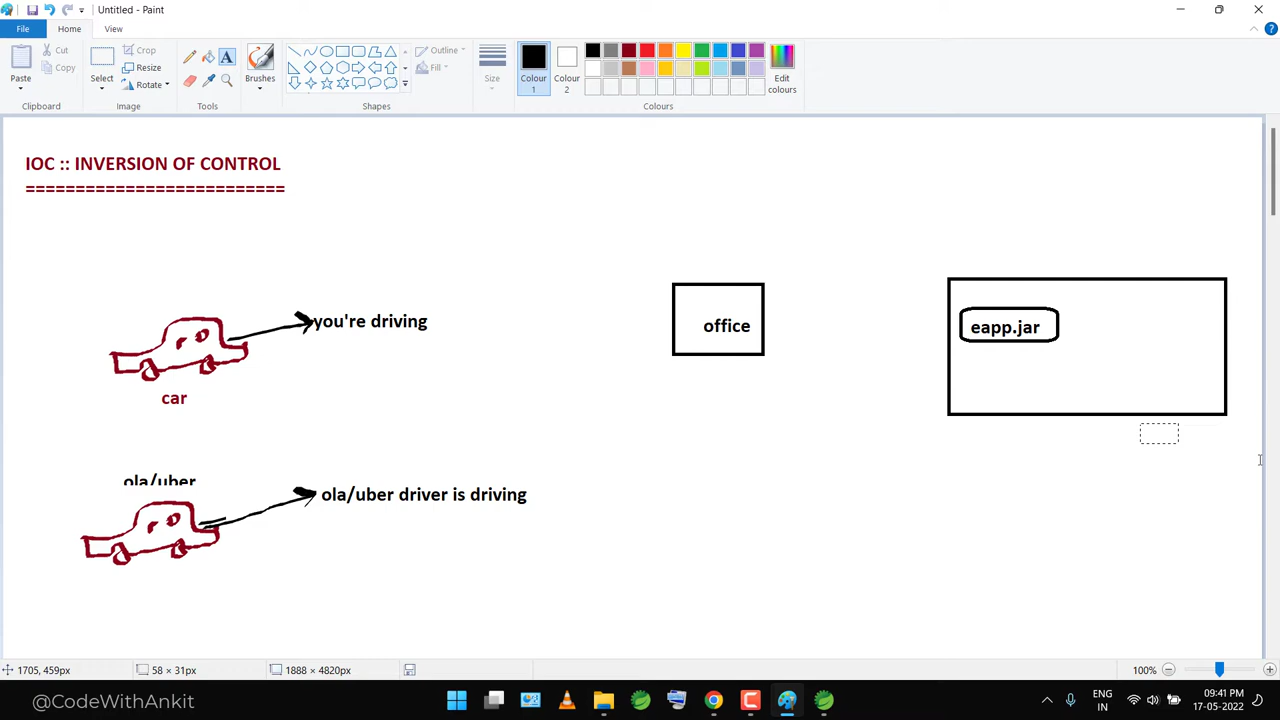 Untitled - Paint
File
Home
View
Paste
Cut
Copy
Clipboard
Select
Crop
Resize
Rotate
Image
Tools
Brushes
Shapes
Outline
Fill
Size
Colour
1
Colour
2
Edit
colours
Colours
IOC :: INVERSION OF CONTROL
==========================
you're driving
office
eapp.jar
car
ola/uber
ola/uber driver is driving
1705, 459px
58 × 31px
1888 × 4820px
100%
@CodeWithAnkit
ENG
IN
09:41 PM
17-05-2022